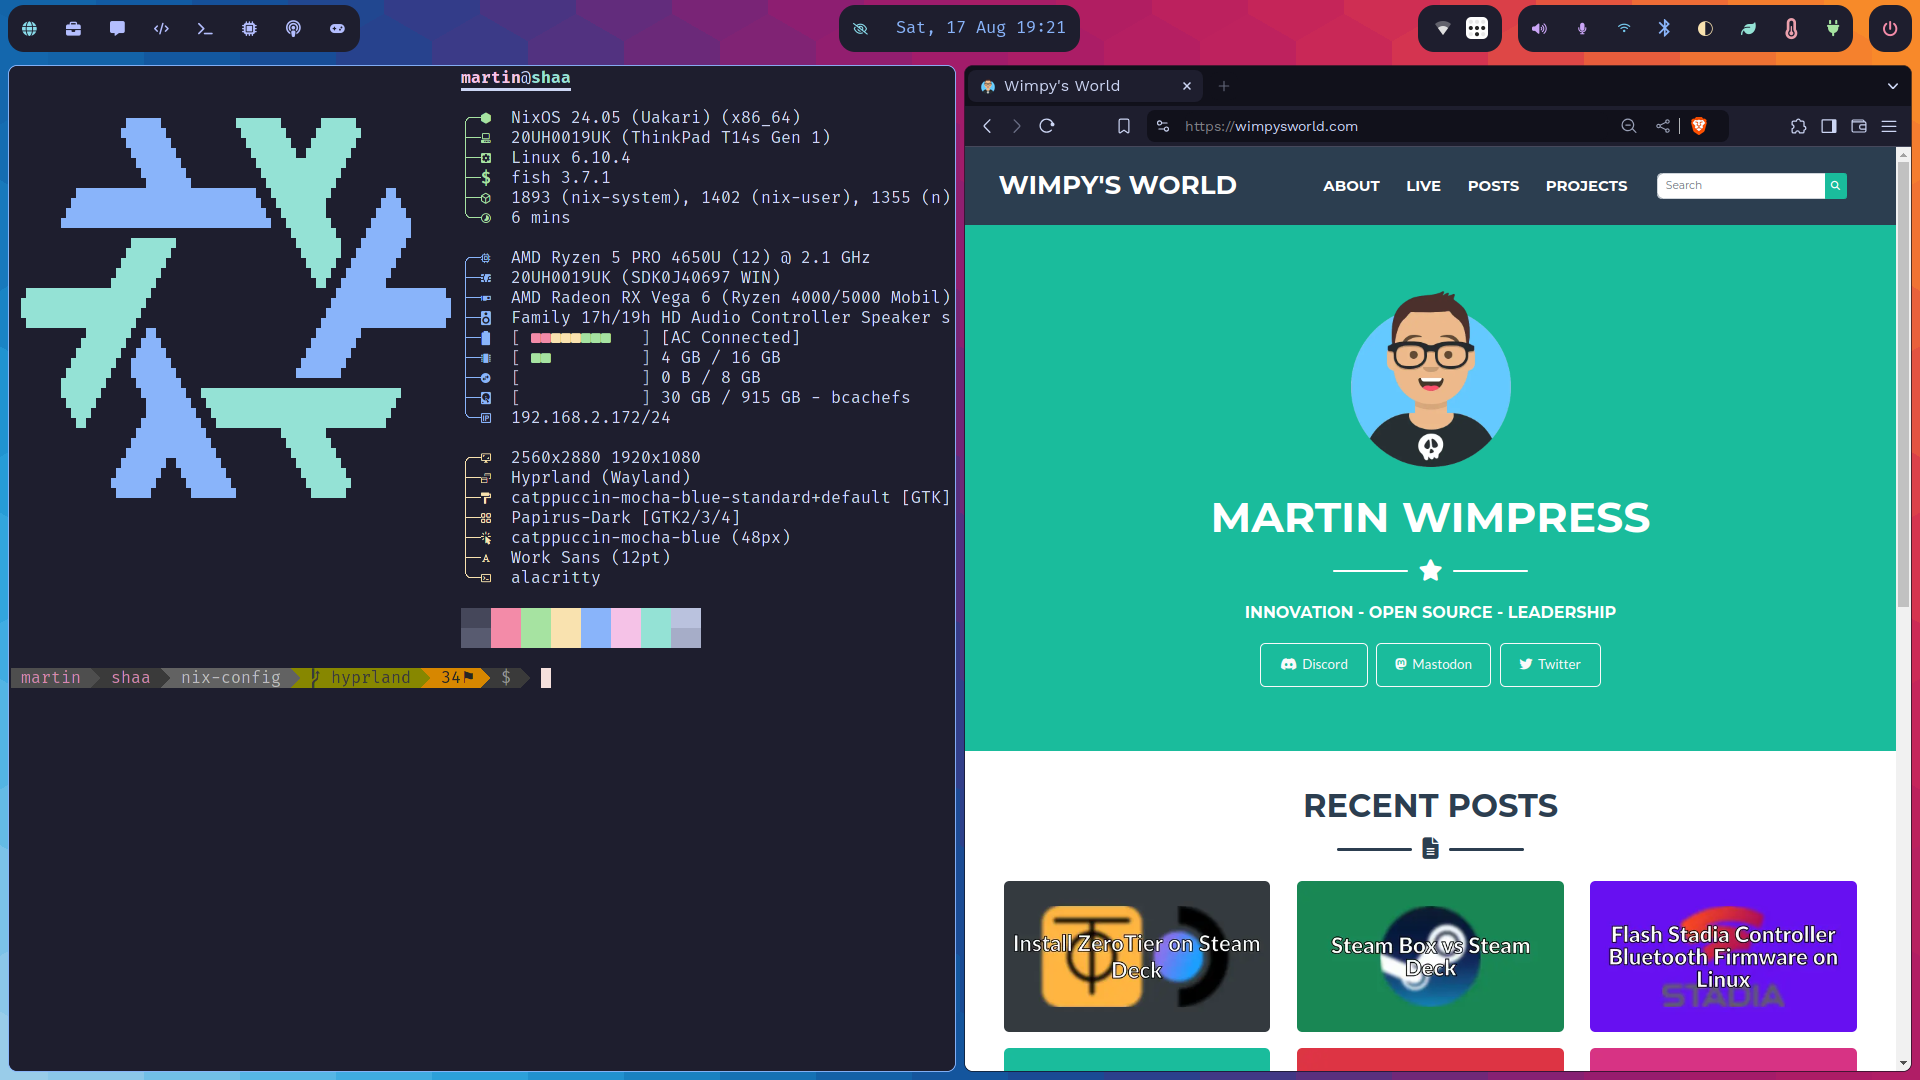 Sat, 17 Aug 19:21
martin@shaa
NixOS 24.05 (Uakari) (x86_64)
20UH0019UK (ThinkPad T14s Gen 1)
Linux 6.10.4
fish 3.7.1
1893 (nix-system), 1402 (nix-user), 1355 (n)
6 mins
AMD Ryzen 5 PRO 4650U (12) @ 2.1 GHz
20UH0019UK (SDK0J40697 WIN)
AMD Radeon RX Vega 6 (Ryzen 4000/5000 Mobil)
Family 17h/19h HD Audio Controller Speaker s
[ ] [AC Connected]
[ ] 4 GB / 16 GB
[ ] 0 B / 8 GB
[ ] 30 GB / 915 GB - bcachefs
192.168.2.172/24
2560x2880 1920x1080
Hyprland (Wayland)
catppuccin-mocha-blue-standard+default [GTK]
Papirus-Dark [GTK2/3/4]
catppuccin-mocha-blue (48px)
Work Sans (12pt)
alacritty
martin shaa nix-config hyprland 34⚑ $
Wimpy's World
https://wimpysworld.com
WIMPY'S WORLD ABOUT LIVE POSTS PROJECTS Search
MARTIN WIMPRESS
INNOVATION - OPEN SOURCE - LEADERSHIP
Discord Mastodon Twitter
RECENT POSTS
Install ZeroTier on Steam
Deck
Steam Box vs Steam
Deck
Flash Stadia Controller
Bluetooth Firmware on
Linux
STADIA